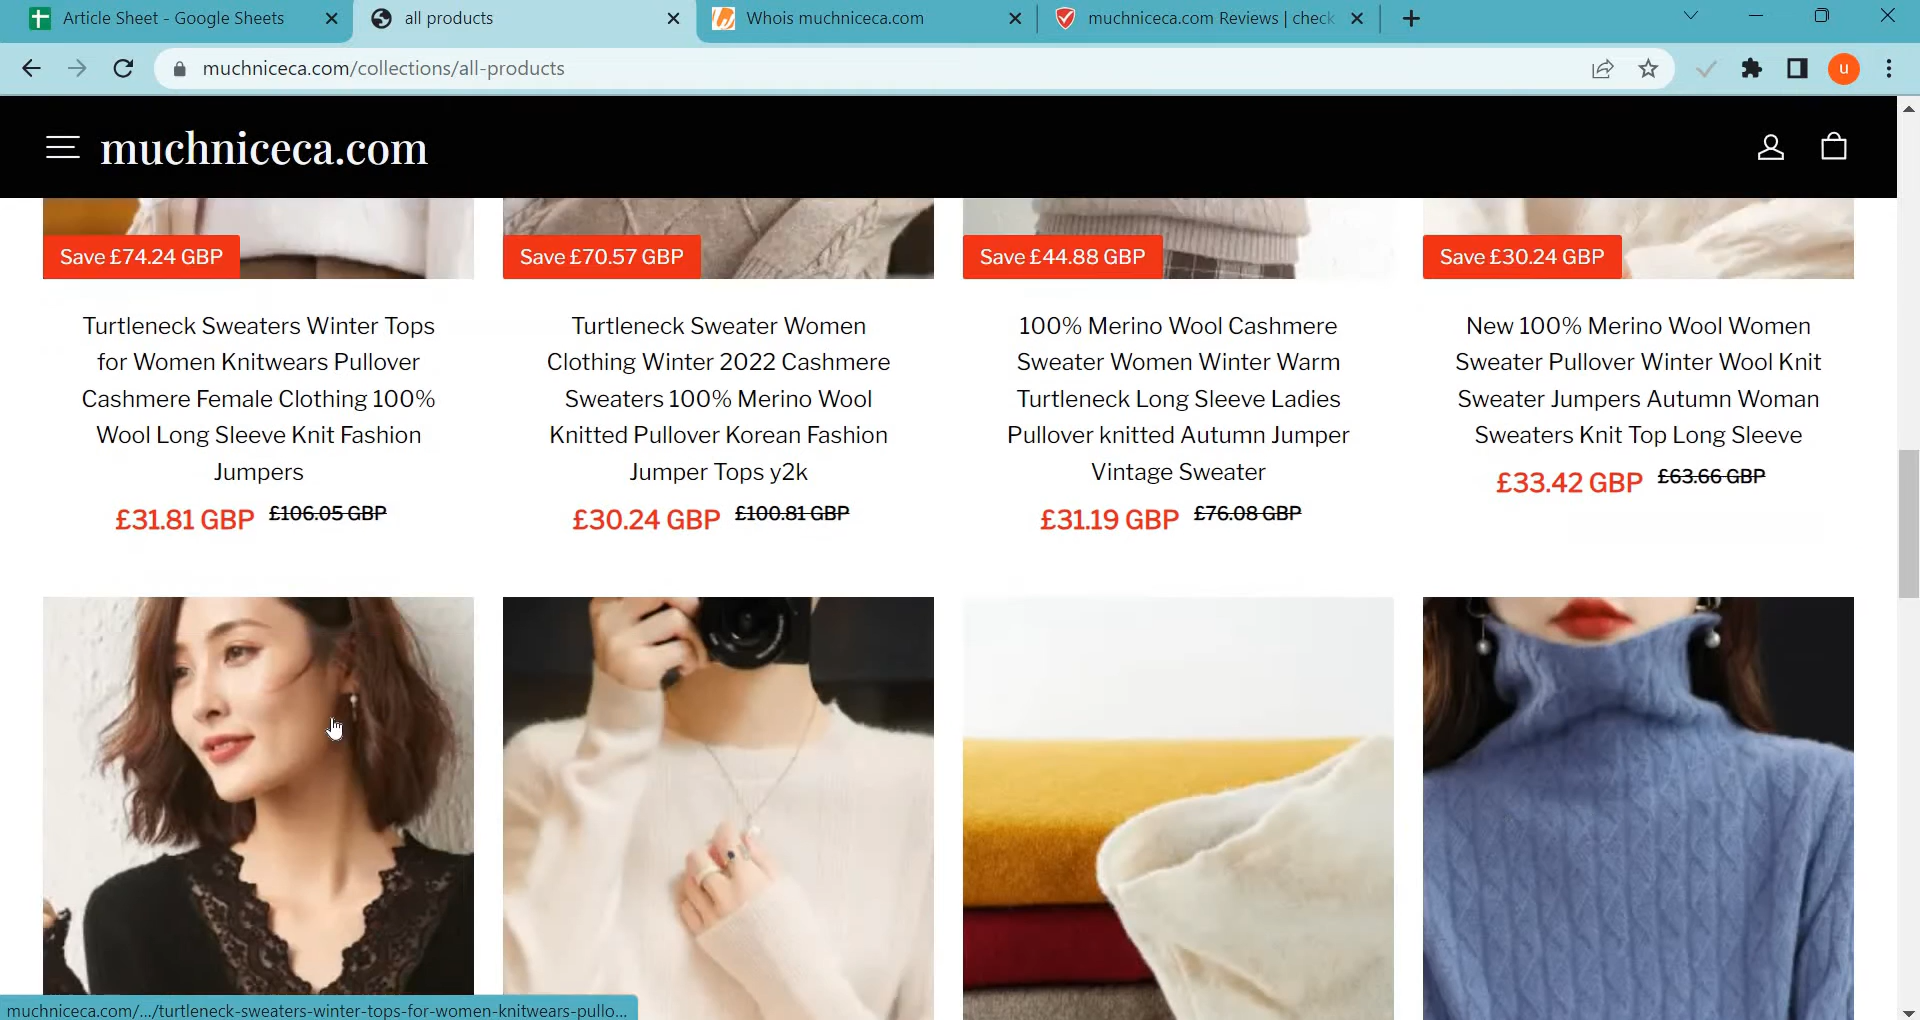 Article Sheet - Google Sheets
all products
Whois muchniceca.com
muchniceca.com Reviews | check
muchniceca.com/collections/all-products
u
muchniceca.com
Save £74.24 GBP
Save £70.57 GBP
Save £44.88 GBP
Save £30.24 GBP
Turtleneck Sweaters Winter Tops
for Women Knitwears Pullover
Cashmere Female Clothing 100%
Wool Long Sleeve Knit Fashion
Jumpers
£31.81 GBP £106.05 GBP
Turtleneck Sweater Women
Clothing Winter 2022 Cashmere
Sweaters 100% Merino Wool
Knitted Pullover Korean Fashion
Jumper Tops y2k
£30.24 GBP £100.81 GBP
100% Merino Wool Cashmere
Sweater Women Winter Warm
Turtleneck Long Sleeve Ladies
Pullover knitted Autumn Jumper
Vintage Sweater
£31.19 GBP £76.08 GBP
New 100% Merino Wool Women
Sweater Pullover Winter Wool Knit
Sweater Jumpers Autumn Woman
Sweaters Knit Top Long Sleeve
£33.42 GBP £63.66 GBP
muchniceca.com/.../turtleneck-sweaters-winter-tops-for-women-knitwears-pullo...